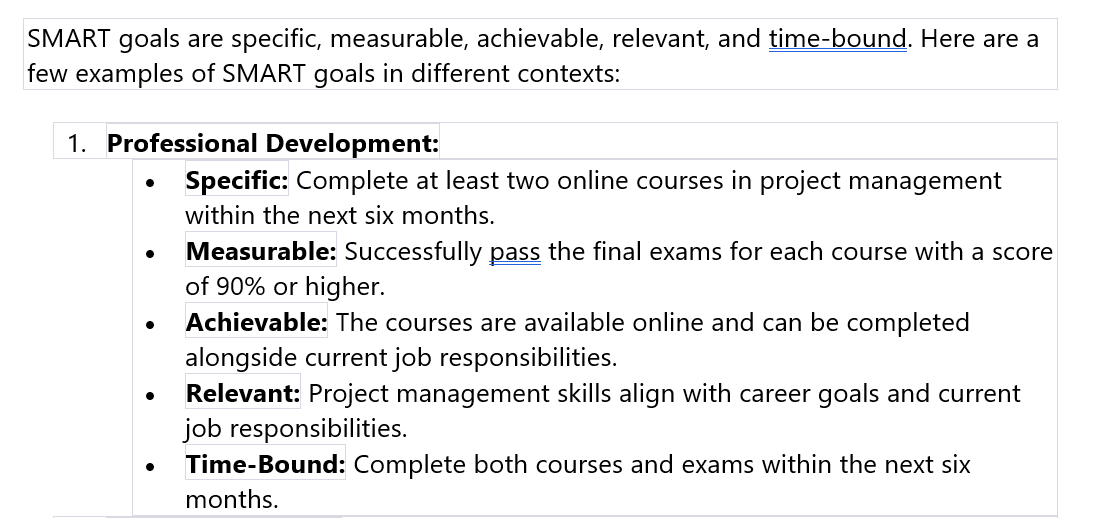 SMART goals are specific, measurable, achievable, relevant, and time-bound. Here are a
few examples of SMART goals in different contexts:
1. Professional Development:
• Specific: Complete at least two online courses in project management
within the next six months.
• Measurable: Successfully pass the final exams for each course with a score
of 90% or higher.
• Achievable: The courses are available online and can be completed
alongside current job responsibilities.
• Relevant: Project management skills align with career goals and current
job responsibilities.
• Time-Bound: Complete both courses and exams within the next six
months.